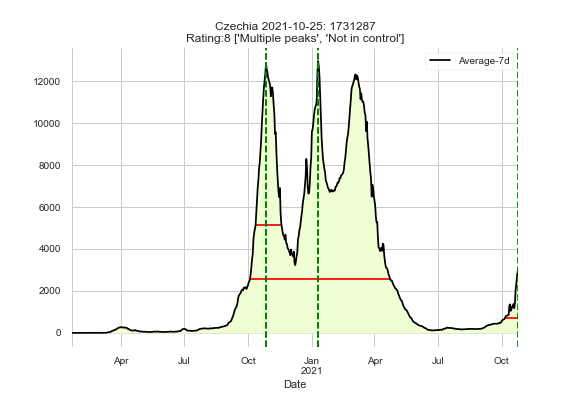 Czechia 2021-10-25: 1731287
Rating:8 ['Multiple peaks', 'Not in control']
Average-7d
12000
10000
8000
6000
4000
2000
0
Apr Jul Oct Jan Apr Jul Oct
2021
Date